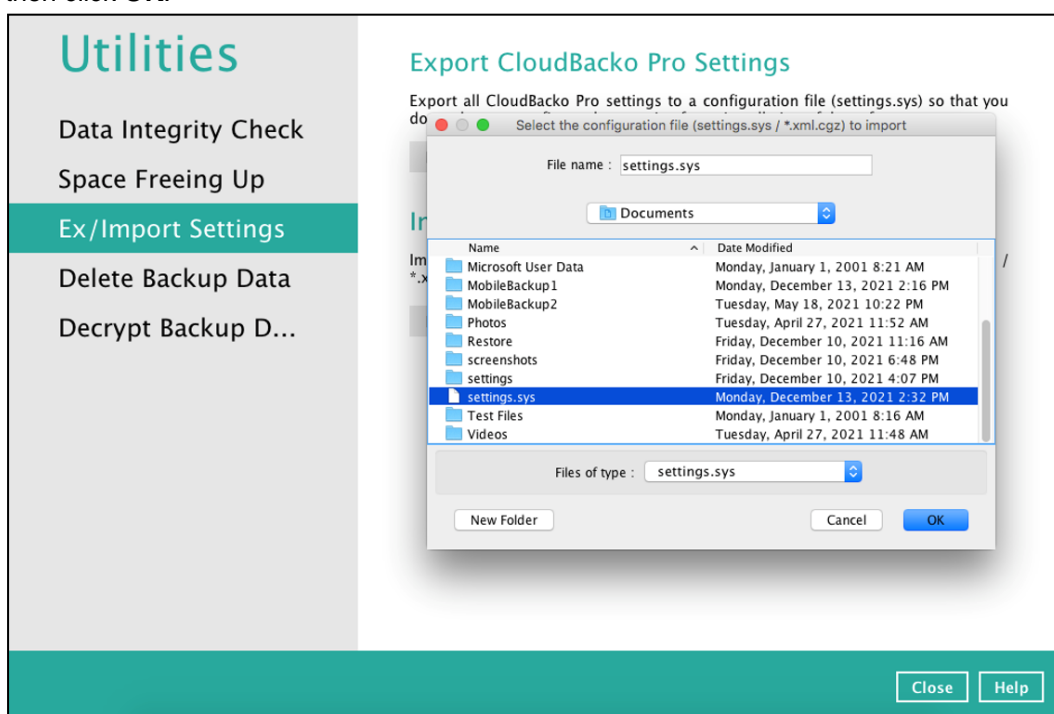 then click OK.
Utilities
Data Integrity Check
Space Freeing Up
Ex/Import Settings
Delete Backup Data
Decrypt Backup D...
Export CloudBacko Pro Settings
Export all CloudBacko Pro settings to a configuration file (settings.sys) so that you
do
Select the configuration file (settings.sys / *.xml.cgz) to import
File name : settings.sys
Documents
Name Date Modified
Microsoft User Data Monday, January 1, 2001 8:21 AM
MobileBackup1 Monday, December 13, 2021 2:16 PM
MobileBackup2 Tuesday, May 18, 2021 10:22 PM
Photos Tuesday, April 27, 2021 11:52 AM
Restore Friday, December 10, 2021 11:16 AM
screenshots Friday, December 10, 2021 6:48 PM
settings Friday, December 10, 2021 4:07 PM
settings.sys Monday, December 13, 2021 2:32 PM
Test Files Monday, January 1, 2001 8:16 AM
Videos Tuesday, April 27, 2021 11:48 AM
Files of type : settings.sys
New Folder Cancel OK
Im /
*.x
Close Help